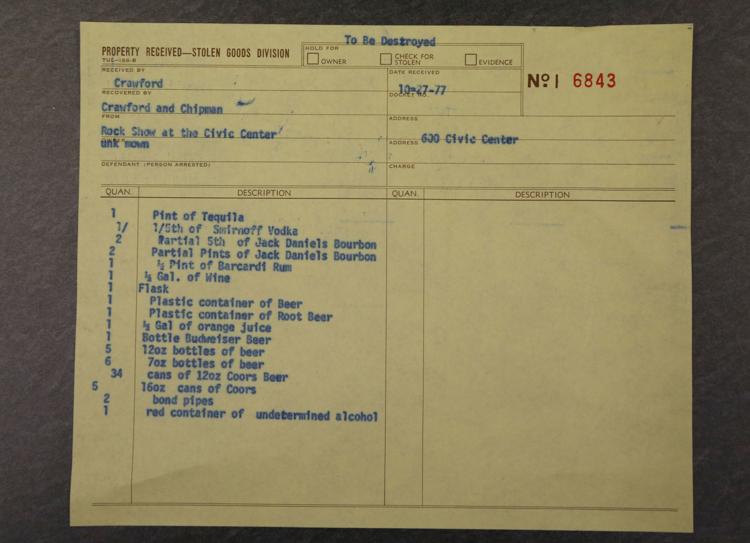 To Be Destroyed
PROPERTY RECEIVED—STOLEN GOODS DIVISION
HOLD FOR
OWNER
CHECK FOR STOLEN
EVIDENCE
No. 6843
RECEIVED BY
Crawford
DATE RECEIVED
10-27-77
RECOVERED BY
DOCKET NO.
Crawford and Chipman
FROM
ADDRESS
Rock Show at the Civic Center
unk mown
ADDRESS 600 Civic Center
DEFENDANT (PERSON ARRESTED)
CHARGE
QUAN. DESCRIPTION QUAN. DESCRIPTION
1 Pint of Tequila
1/ 1/5th of Smirnoff Vodka
2 Partial 5th of Jack Daniels Bourbon
2 Partial Pints of Jack Daniels Bourbon
1 ½ Pint of Barcardi Rum
1 ½ Gal. of Wine
1 Flask
1 Plastic container of Beer
1 Plastic container of Root Beer
1 ½ Gal of orange juice
1 Bottle Budweiser Beer
5 12oz bottles of beer
6 7oz bottles of beer
34 cans of 12oz Coors Beer
5 16oz cans of Coors
2 bond pipes
1 red container of undetermined alcohol